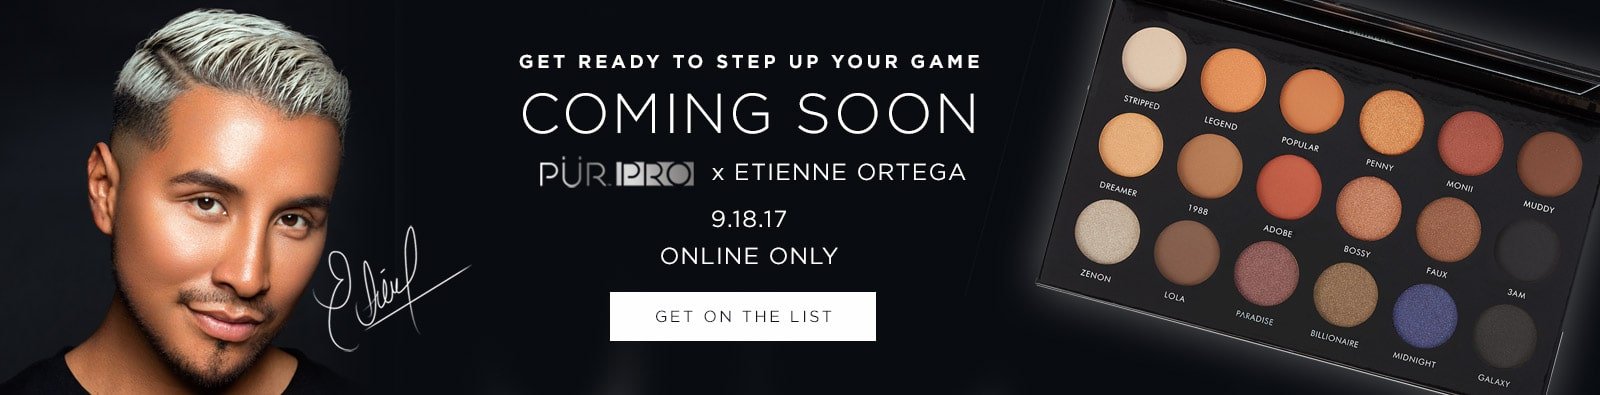 GET READY TO STEP UP YOUR GAME
COMING SOON
PÜR PRO x ETIENNE ORTEGA
9.18.17
ONLINE ONLY
GET ON THE LIST
STRIPPED
LEGEND
POPULAR
PENNY
MONII
MUDDY
DREAMER
1988
ADOBE
BOSSY
FAUX
3AM
ZENON
LOLA
PARADISE
BILLIONAIRE
MIDNIGHT
GALAXY